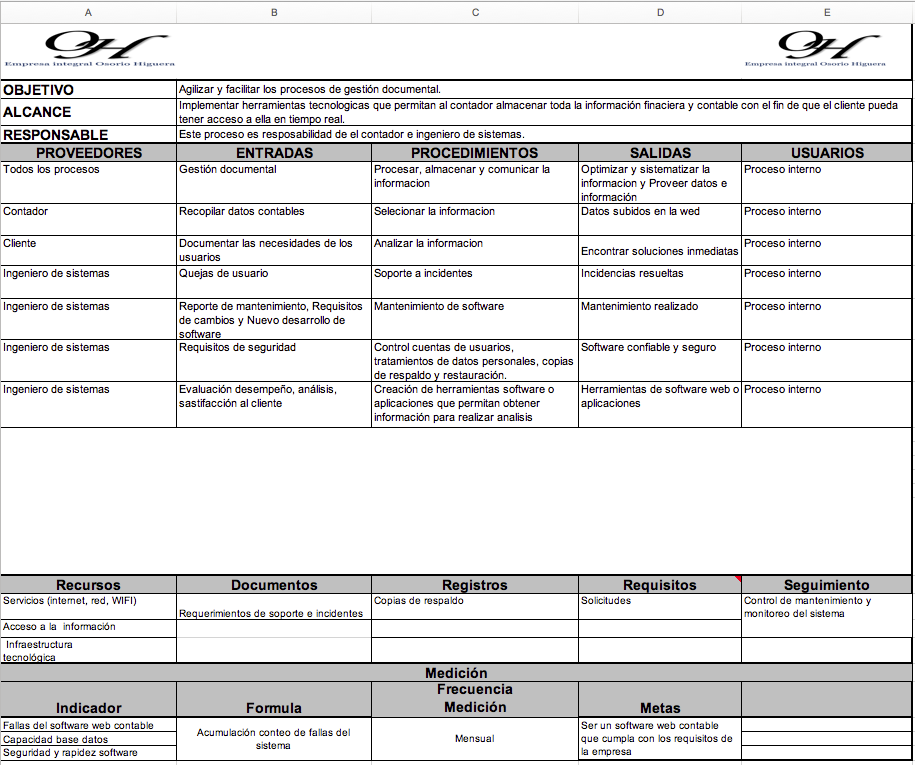 A B C D E
OH OH
Empresa integral Osorio Higuera Empresa integral Osorio Higuera
OBJETIVO Agilizar y facilitar los procesos de gestión documental.
ALCANCE Implementar herramientas tecnologicas que permitan al contador almacenar toda la información finaciera y contable con el fin de que el cliente pueda
tener acceso a ella en tiempo real.
RESPONSABLE Este proceso es resposabilidad de el contador e ingeniero de sistemas.
PROVEEDORES ENTRADAS PROCEDIMIENTOS SALIDAS USUARIOS
Todos los procesos Gestión documental Procesar, almacenar y comunicar la Optimizar y sistematizar la Proceso interno
informacion informacion y Proveer datos e
información
Contador Recopilar datos contables Selecionar la informacion Datos subidos en la wed Proceso interno
Cliente Documentar las necesidades de los Analizar la informacion Proceso interno
usuarios Encontrar soluciones inmediatas
Ingeniero de sistemas Quejas de usuario Soporte a incidentes Incidencias resueltas Proceso interno
Ingeniero de sistemas Reporte de mantenimiento, Requisitos Mantenimiento de software Mantenimiento realizado Proceso interno
de cambios y Nuevo desarrollo de
software
Ingeniero de sistemas Requisitos de seguridad Control cuentas de usuarios, Software confiable y seguro Proceso interno
tratamientos de datos personales, copias
de respaldo y restauración.
Ingeniero de sistemas Evaluación desempeño, análisis, Creación de herramientas software o Herramientas de software web o Proceso interno
sastifacción al cliente aplicaciones que permitan obtener aplicaciones
información para realizar analisis
Recursos Documentos Registros Requisitos Seguimiento
Servicios (internet, red, WIFI) Copias de respaldo Solicitudes Control de mantenimiento y
Requerimientos de soporte e incidentes monitoreo del sistema
Acceso a la información
Infraestructura
tecnológica
Medición
Frecuencia
Indicador Formula Medición Metas
Fallas del software web contable Ser un software web contable
Acumulación conteo de fallas del
Capacidad base datos Mensual que cumpla con los requisitos de
sistema
Seguridad y rapidez software la empresa